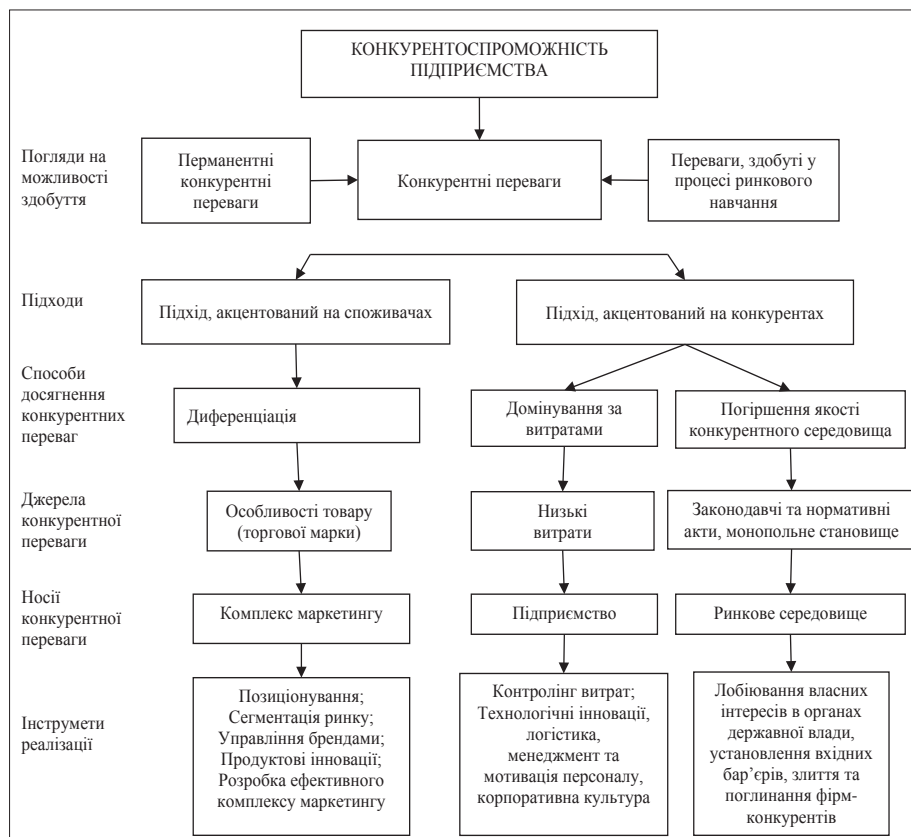 КОНКУРЕНТОСПРОМОЖНІСТЬ
ПІДПРИЄМСТВА
Погляди на
можливості
здобуття
Перманентні
конкурентні
переваги
Конкурентні переваги
Переваги, здобуті у
процесі ринкового
навчання
Підходи
Підхід, акцентований на споживачах
Підхід, акцентований на конкурентах
Способи
досягнення
конкурентних
переваг
Диференціація
Домінування за
витратами
Погіршення якості
конкурентного середовища
Джерела
конкурентної
переваги
Особливості товару
(торгової марки)
Низькі
витрати
Законодавчі та нормативні
акти, монопольне становище
Носії
конкурентної
переваги
Комплекс маркетингу
Підприємство
Ринкове середовище
Інструмети
реалізації
Позиціонування;
Сегментація ринку;
Управління брендами;
Продуктові інновації;
Розробка ефективного
комплексу маркетингу
Контролінг витрат;
Технологічні інновації,
логістика,
менеджмент та
мотивація персоналу,
корпоративна культура
Лобіювання власних
інтересів в органах
державної влади,
установлення вхідних
бар’єрів, злиття та
поглинання фірм-
конкурентів